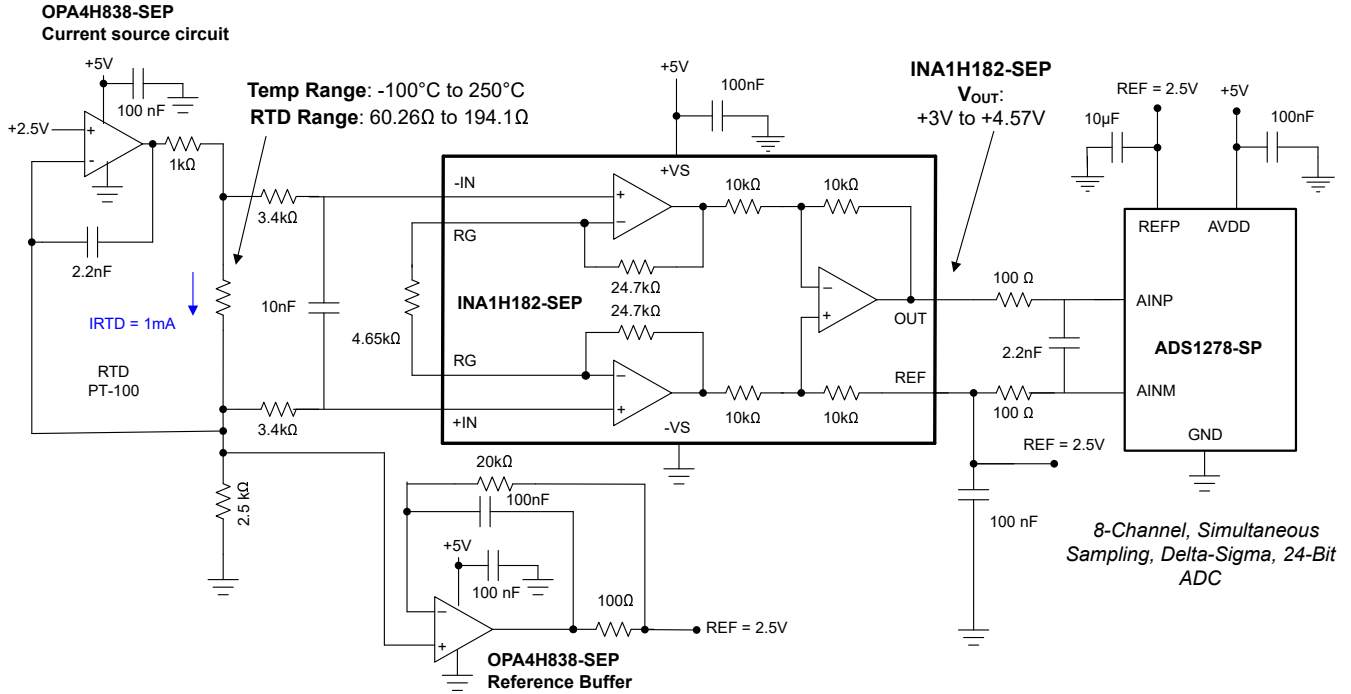 OPA4H838-SEP
Current source circuit
+5V
100 nF
+2.5V
+
-
1kΩ
2.2nF
IRTD = 1mA
RTD
PT-100
Temp Range: -100°C to 250°C
RTD Range: 60.26Ω to 194.1Ω
3.4kΩ
10nF
3.4kΩ
2.5 kΩ
+5V
100nF
+VS
-IN
RG
4.65kΩ
INA1H182-SEP
RG
+IN
+
−
24.7kΩ
24.7kΩ
−
+
10kΩ
10kΩ
−
+
OUT
REF
10kΩ
10kΩ
-VS
INA1H182-SEP
VOUT:
+3V to +4.57V
REF = 2.5V
+5V
10µF
100nF
REFP
AVDD
100 Ω
AINP
2.2nF
ADS1278-SP
100 Ω
AINM
GND
REF = 2.5V
100 nF
8-Channel, Simultaneous
Sampling, Delta-Sigma, 24-Bit
ADC
20kΩ
100nF
+5V
100 nF
−
+
100Ω
REF = 2.5V
OPA4H838-SEP
Reference Buffer